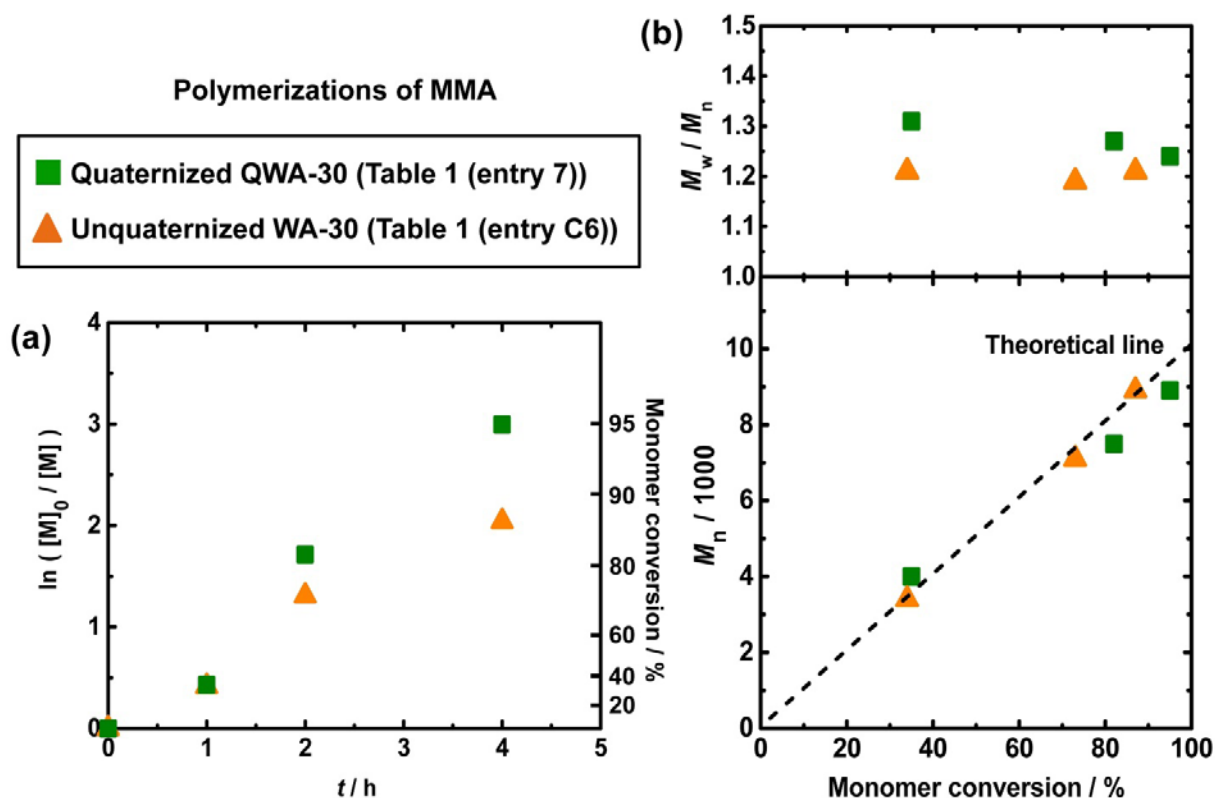 Polymerizations of MMA
Quaternized QWA-30 (Table 1 (entry 7))
Unquaternized WA-30 (Table 1 (entry C6))
(a)
ln ( [M]0 / [M] )
4
3
2
1
0
0 1 2 3 4 5
t / h
95
90
80
60
40
20
Monomer conversion / %
(b)
Mw / Mn
1.5
1.4
1.3
1.2
1.1
1.0
Theoretical line
Mn / 1000
10
8
6
4
2
0
0 20 40 60 80 100
Monomer conversion / %